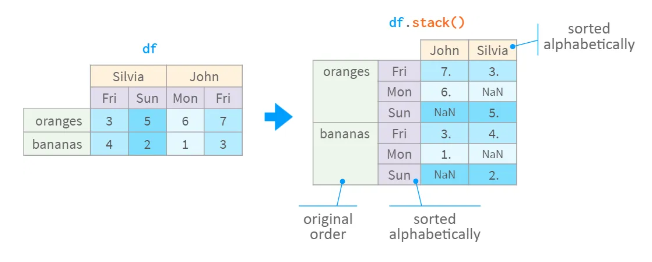 df.stack()
sorted
alphabetically
df
John Silvia
Silvia John
oranges Fri 7. 3.
Fri Sun Mon Fri
Mon 6. NaN
oranges 3 5 6 7
Sun NaN 5.
bananas 4 2 1 3
bananas Fri 3. 4.
Mon 1. NaN
Sun NaN 2.
original
order
sorted
alphabetically